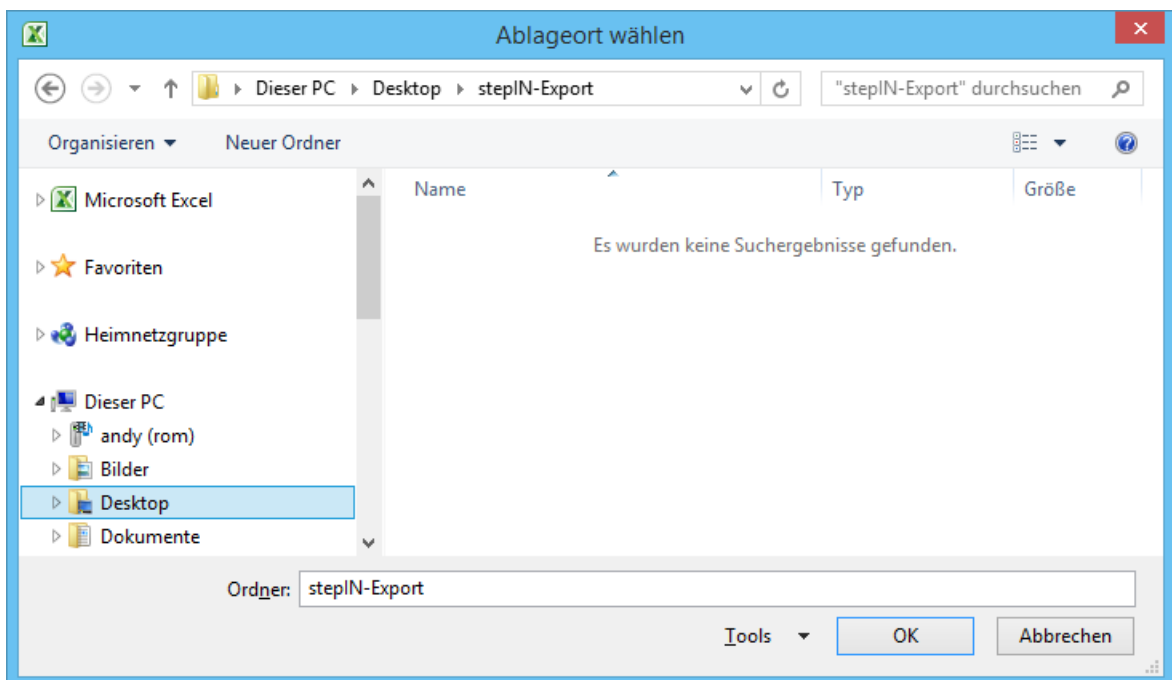 Ablageort wählen
Dieser PC Desktop stepIN-Export
"stepIN-Export" durchsuchen
Organisieren Neuer Ordner
Name Typ Größe
Es wurden keine Suchergebnisse gefunden.
Microsoft Excel
Favoriten
Heimnetzgruppe
Dieser PC
andy (rom)
Bilder
Desktop
Dokumente
Ordner: stepIN-Export
Tools OK Abbrechen